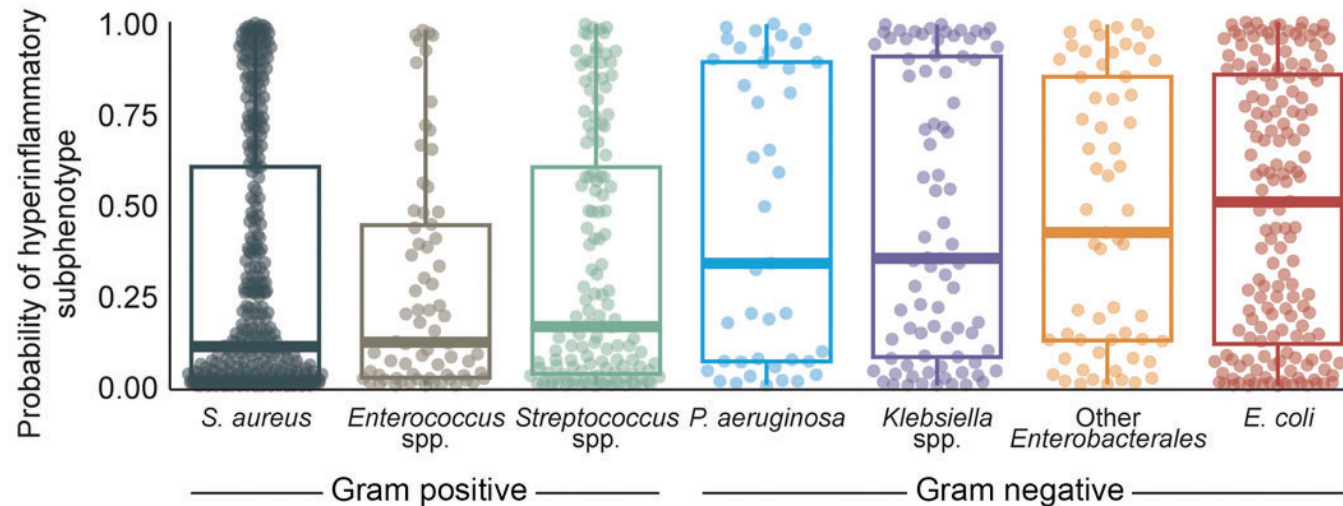 Probability of hyperinflammatory
subphenotype
1.00
0.75
0.50
0.25
0.00
S. aureus
Enterococcus
spp.
Streptococcus
spp.
P. aeruginosa
Klebsiella
spp.
Other
Enterobacterales
E. coli
Gram positive
Gram negative